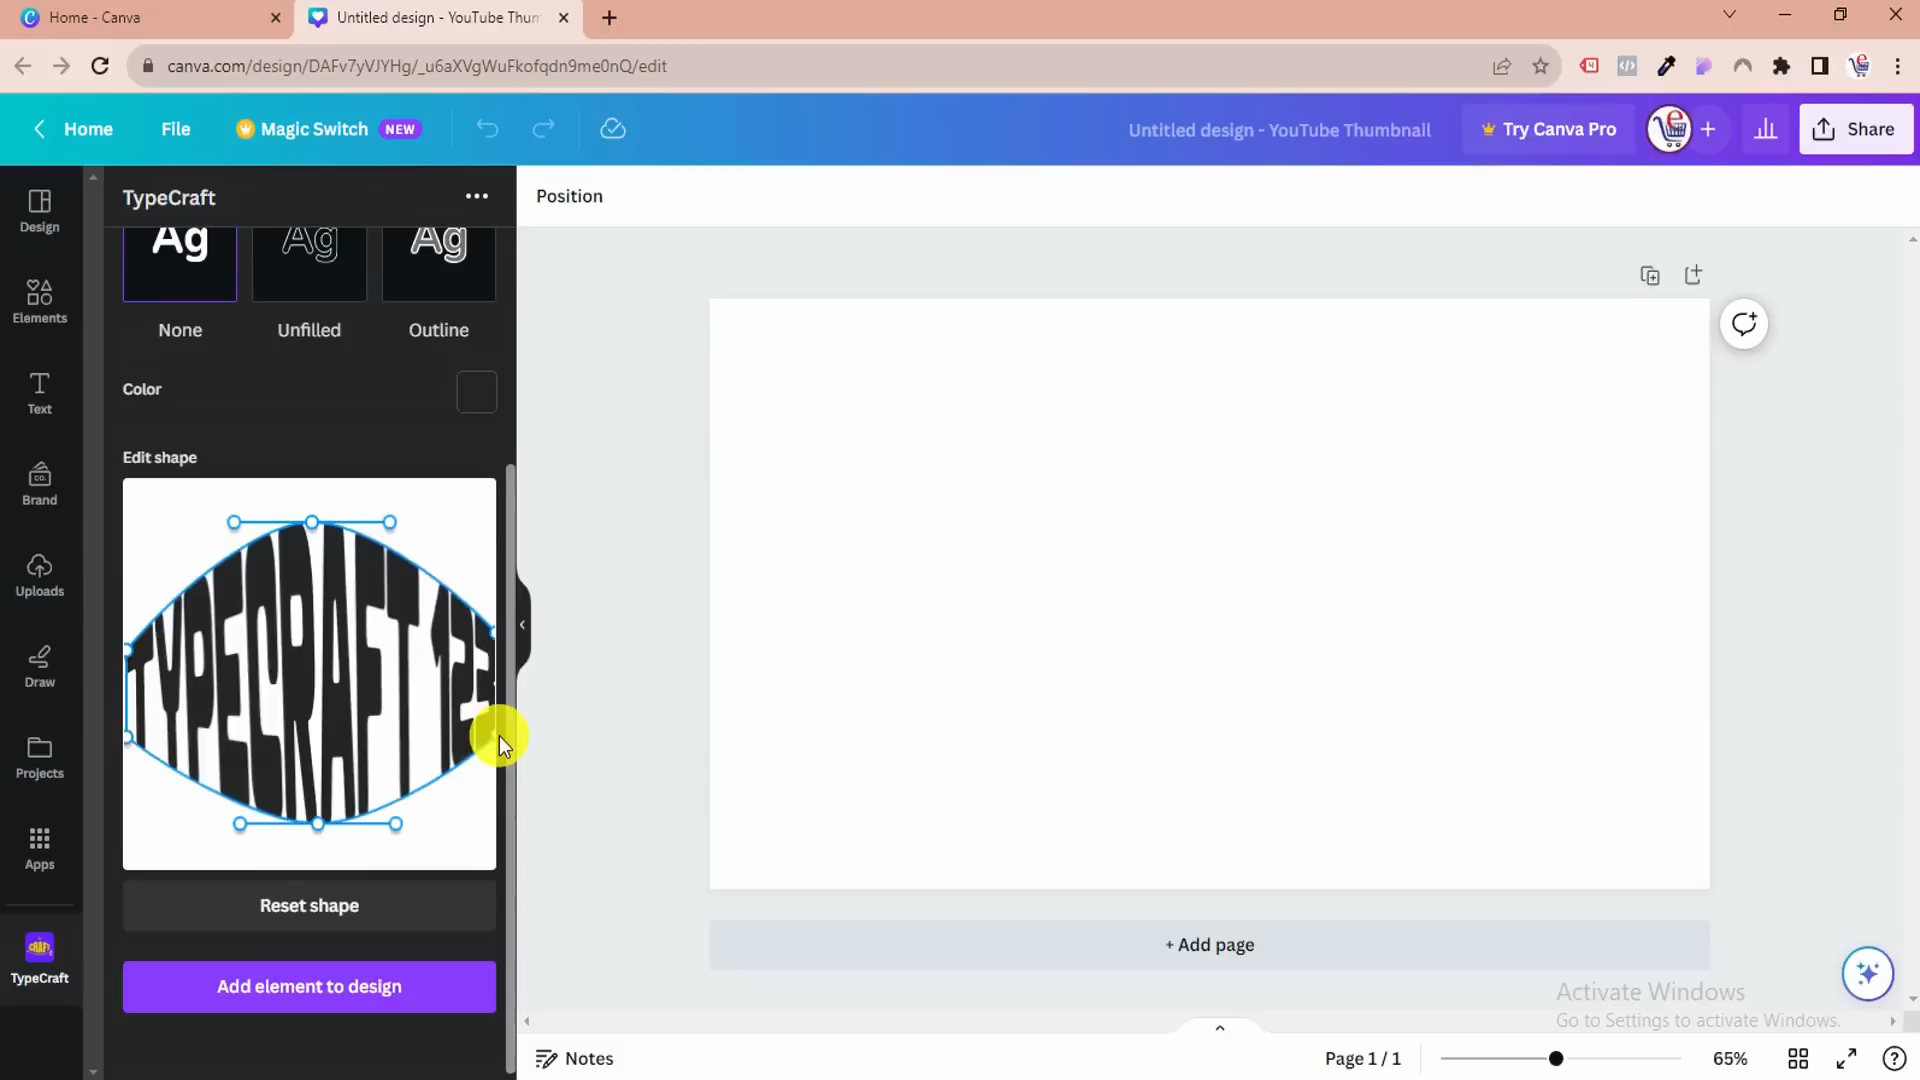 Home - Canva
Untitled design - YouTube Thum
canva.com/design/DAFv7yVJYHg/_u6aXVgWuFkofqdn9me0nQ/edit
Home
File
Magic Switch NEW
Untitled design - YouTube Thumbnail
Try Canva Pro
Share
Design
Elements
Text
Brand
Uploads
Draw
Projects
Apps
TypeCraft
TypeCraft
Ag Ag Ag
None Unfilled Outline
Color
Edit shape
TYPECRAFT 123
Reset shape
Add element to design
Position
+ Add page
Activate Windows
Go to Settings to activate Windows.
Notes
Page 1 / 1
65%